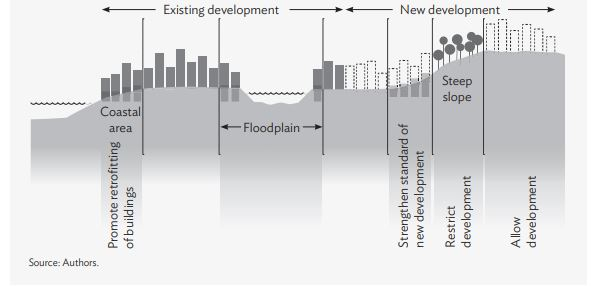 Existing development
New development
Steep
slope
Coastal
area
Floodplain
Promote retrofitting
of buildings
Strengthen standard of
new development
Restrict
development
Allow
development
Source: Authors.